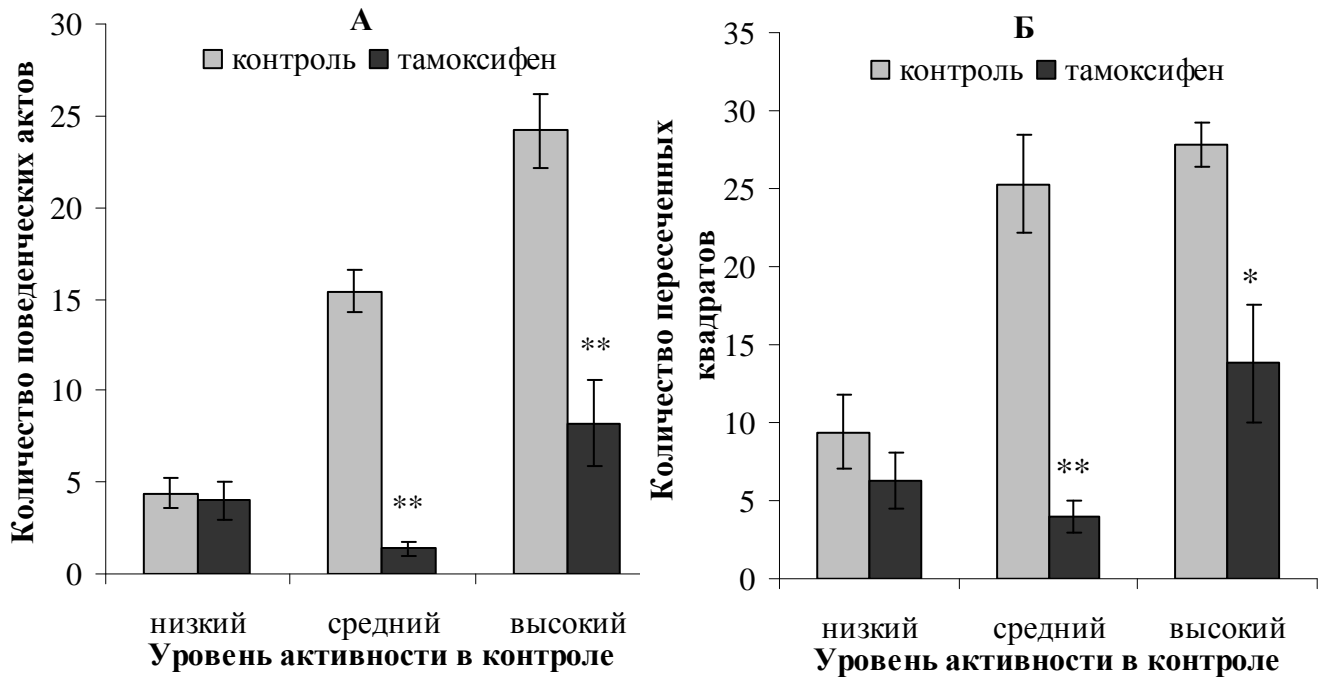 А
контроль тамоксифен
Количество поведенческих актов
30
25
20
15
10
5
0
**
**
низкий средний высокий
Уровень активности в контроле
Б
контроль тамоксифен
Количество пересеченных
квадратов
35
30
25
20
15
10
5
0
**
*
низкий средний высокий
Уровень активности в контроле